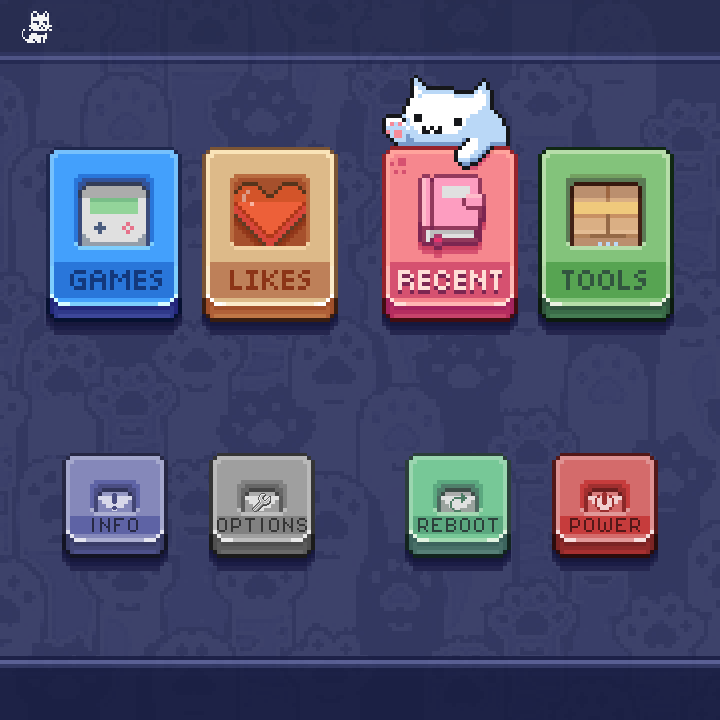 GAMES
LIKES
RECENT
TOOLS
INFO
OPTIONS
REBOOT
POWER